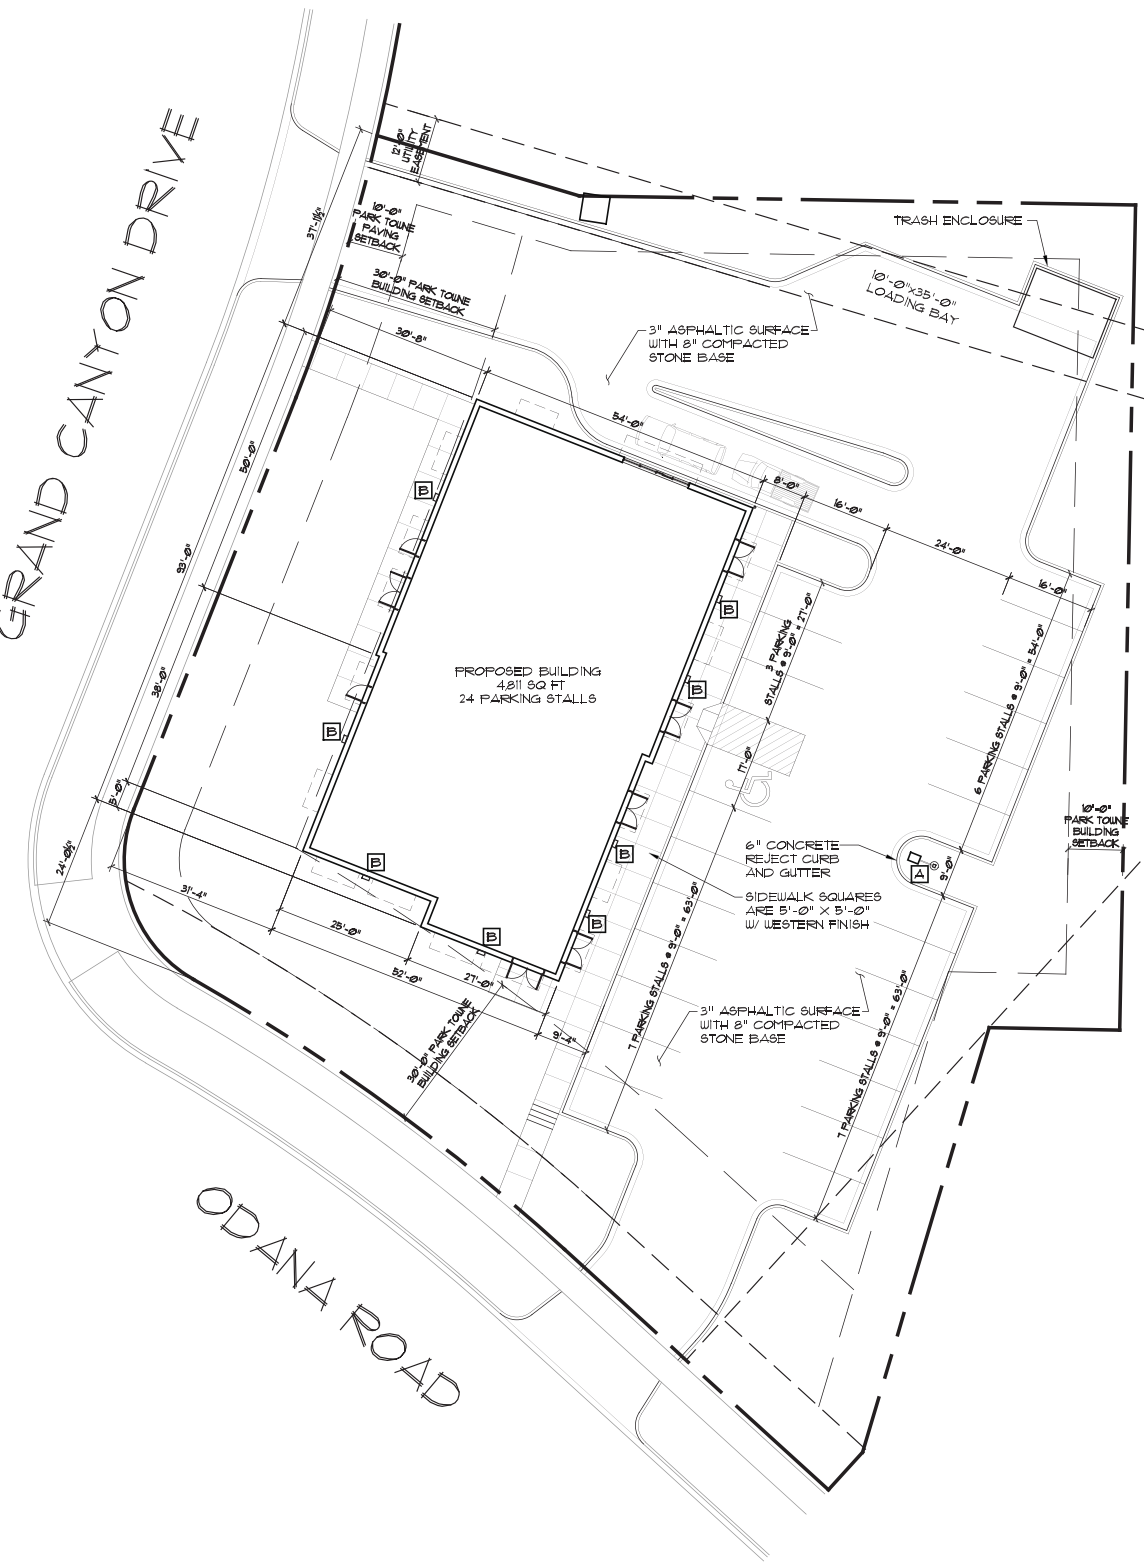 GRAND CANYON DRIVE
12'-0"
UTILITY
EASEMENT
37'-11½"
10'-0"
PARK TOWNE
PAVING
SETBACK
30'-0" PARK TOWNE
BUILDING SETBACK
30'-8"
TRASH ENCLOSURE
10'-0"x35'-0"
LOADING BAY
3" ASPHALTIC SURFACE
WITH 8" COMPACTED
STONE BASE
54'-0"
8'-0"
16'-0"
24'-0"
16'-0"
50'-0"
93'-0"
38'-0"
5'-0"
24'-0½"
B
B
B
B
B
B
B
B
PROPOSED BUILDING
4,811 SQ FT
24 PARKING STALLS
3 PARKING
STALLS @ 9'-0" = 27'-0"
17'-0"
7 PARKING STALLS @ 9'-0" = 63'-0"
6 PARKING STALLS @ 9'-0" = 54'-0"
10'-0"
PARK TOWNE
BUILDING
SETBACK
6" CONCRETE
REJECT CURB
AND GUTTER
A
9'-0"
SIDEWALK SQUARES
ARE 5'-0" X 5'-0"
W/ WESTERN FINISH
7 PARKING STALLS @ 9'-0" = 63'-0"
3" ASPHALTIC SURFACE
WITH 8" COMPACTED
STONE BASE
31'-4"
25'-0"
52'-0"
27'-0"
9'-4"
30'-0" PARK TOWNE
BUILDING SETBACK
ODANA ROAD